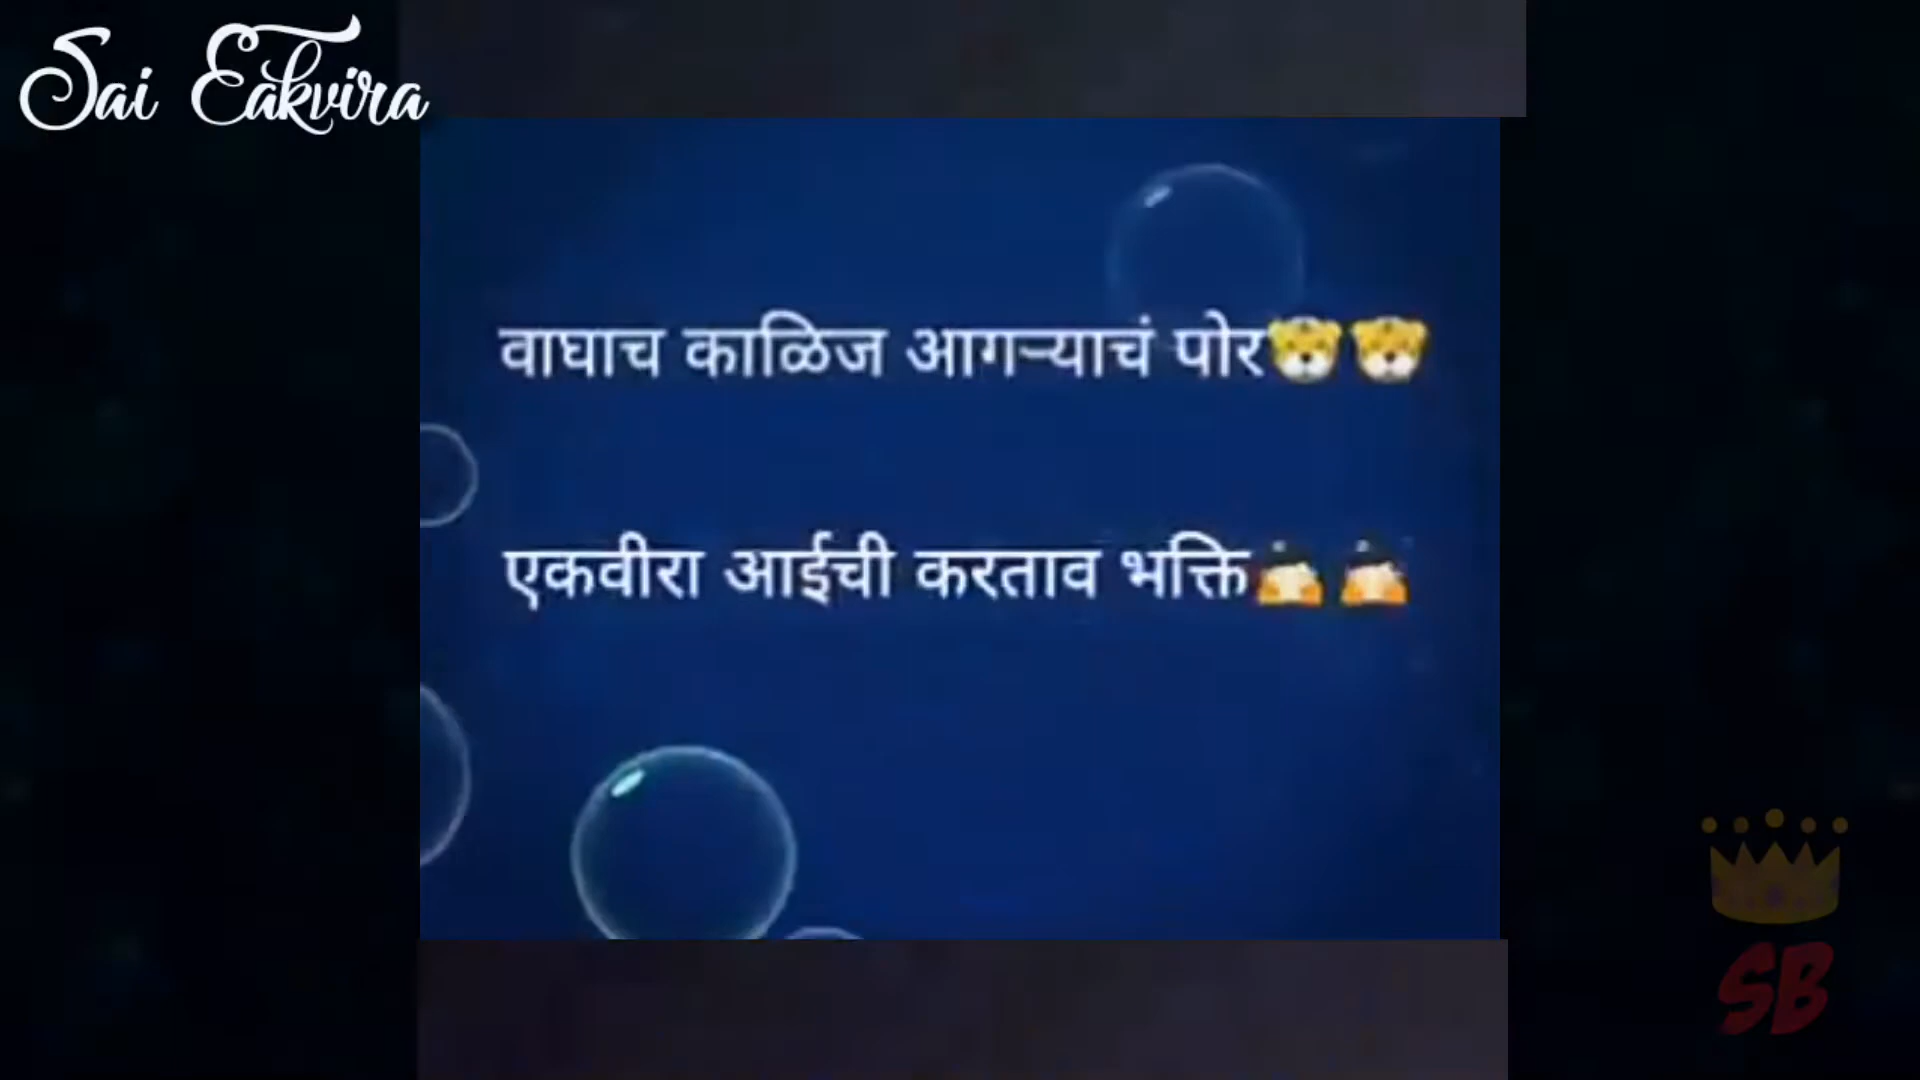 Sai Eakvira
वाघाच काळिज आगऱ्याचं पोर🐯🐯
एकवीरा आईची करताव भक्ति🙏🙏
SB